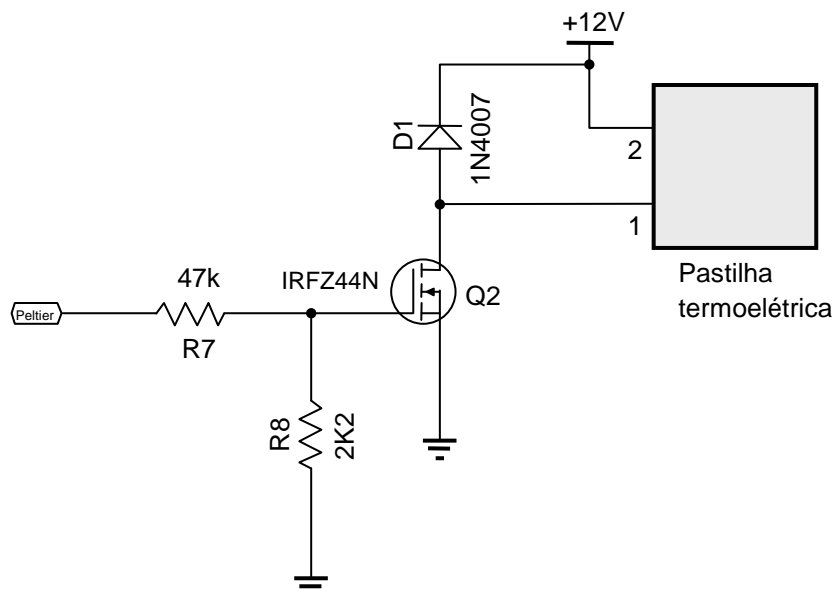 +12V
D1
1N4007
2
1
47k
IRFZ44N
Q2
Pastilha
termoelétrica
Peltier
R7
R8
2K2